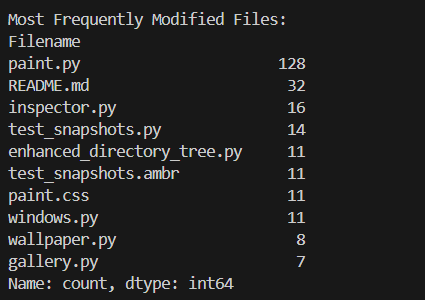 Most Frequently Modified Files:
Filename
paint.py                      128
README.md                      32
inspector.py                   16
test_snapshots.py              14
enhanced_directory_tree.py     11
test_snapshots.ambr            11
paint.css                      11
windows.py                     11
wallpaper.py                    8
gallery.py                      7
Name: count, dtype: int64